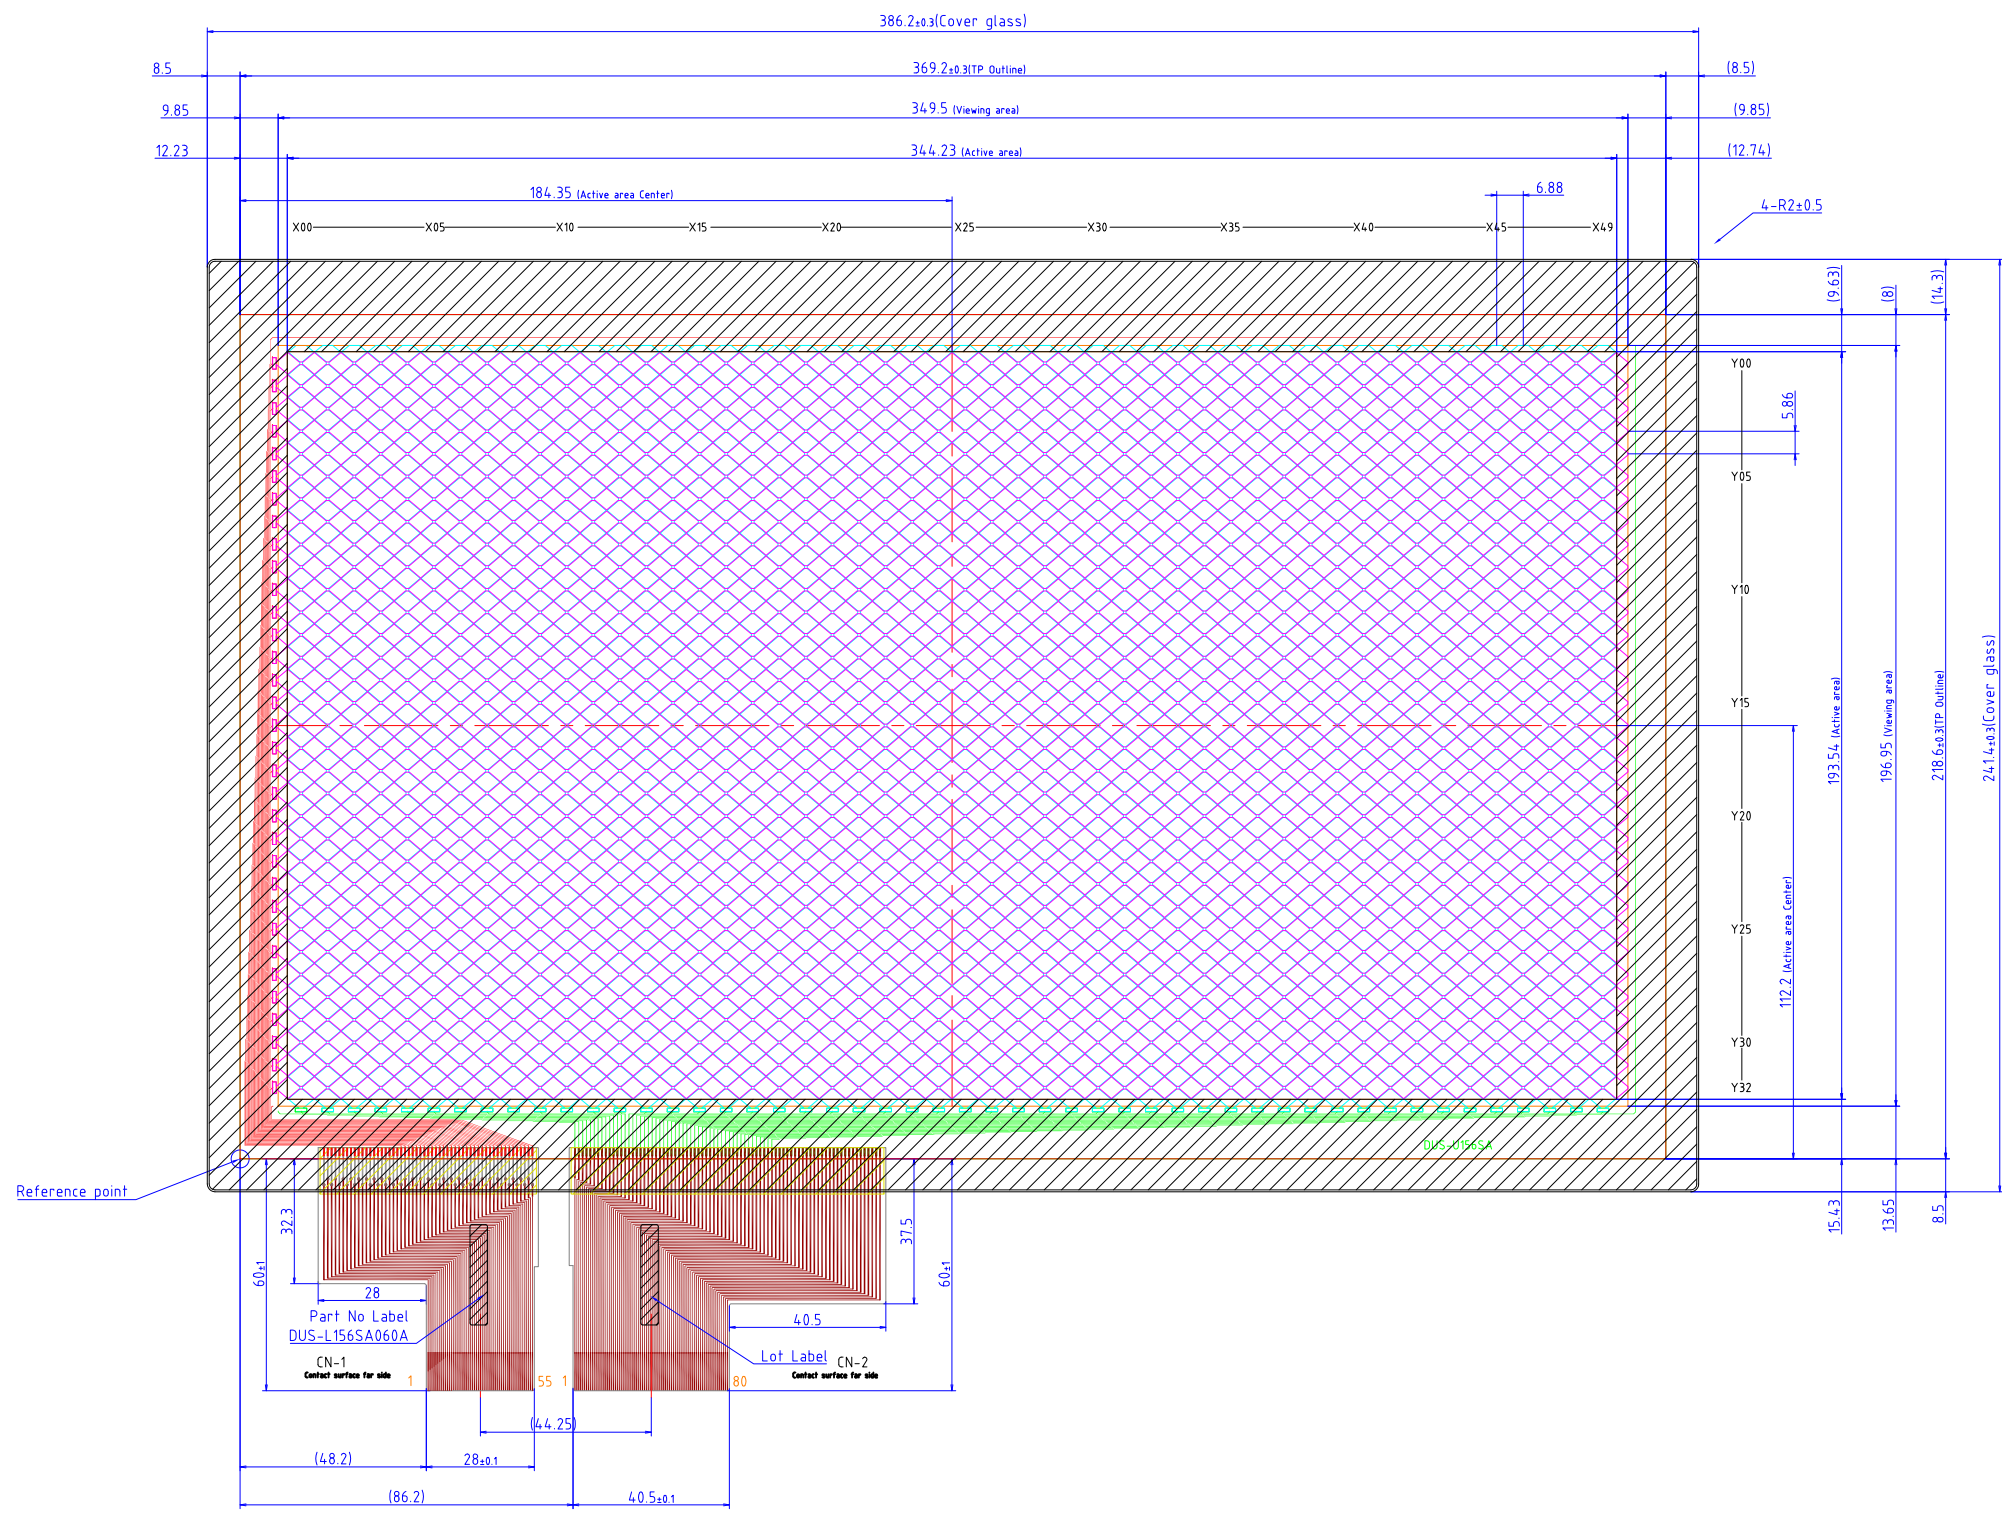 386.2±0.3(Cover glass)
8.5
369.2±0.3(TP Outline)
(8.5)
9.85
349.5 (Viewing area)
(9.85)
12.23
344.23 (Active area)
(12.74)
184.35 (Active area Center)
6.88
4-R2±0.5
X00 X05 X10 X15 X20 X25 X30 X35 X40 X45 X49
(9.63)
(8)
(14.3)
Y00
5.86
Y05
Y10
Y15
Y20
Y25
Y30
Y32
112.2 (Active area Center)
193.54 (Active area)
196.95 (Viewing area)
218.6±0.3(TP Outline)
241.4±0.3(Cover glass)
DUS-U156SA
Reference point
15.43
13.65
8.5
60±1
32.3
37.5
60±1
28
40.5
Part No Label
DUS-L156SA060A
Lot Label
CN-1
Contact surface far side
CN-2
Contact surface far side
1
55
1
80
(44.25)
(48.2)
28±0.1
(86.2)
40.5±0.1